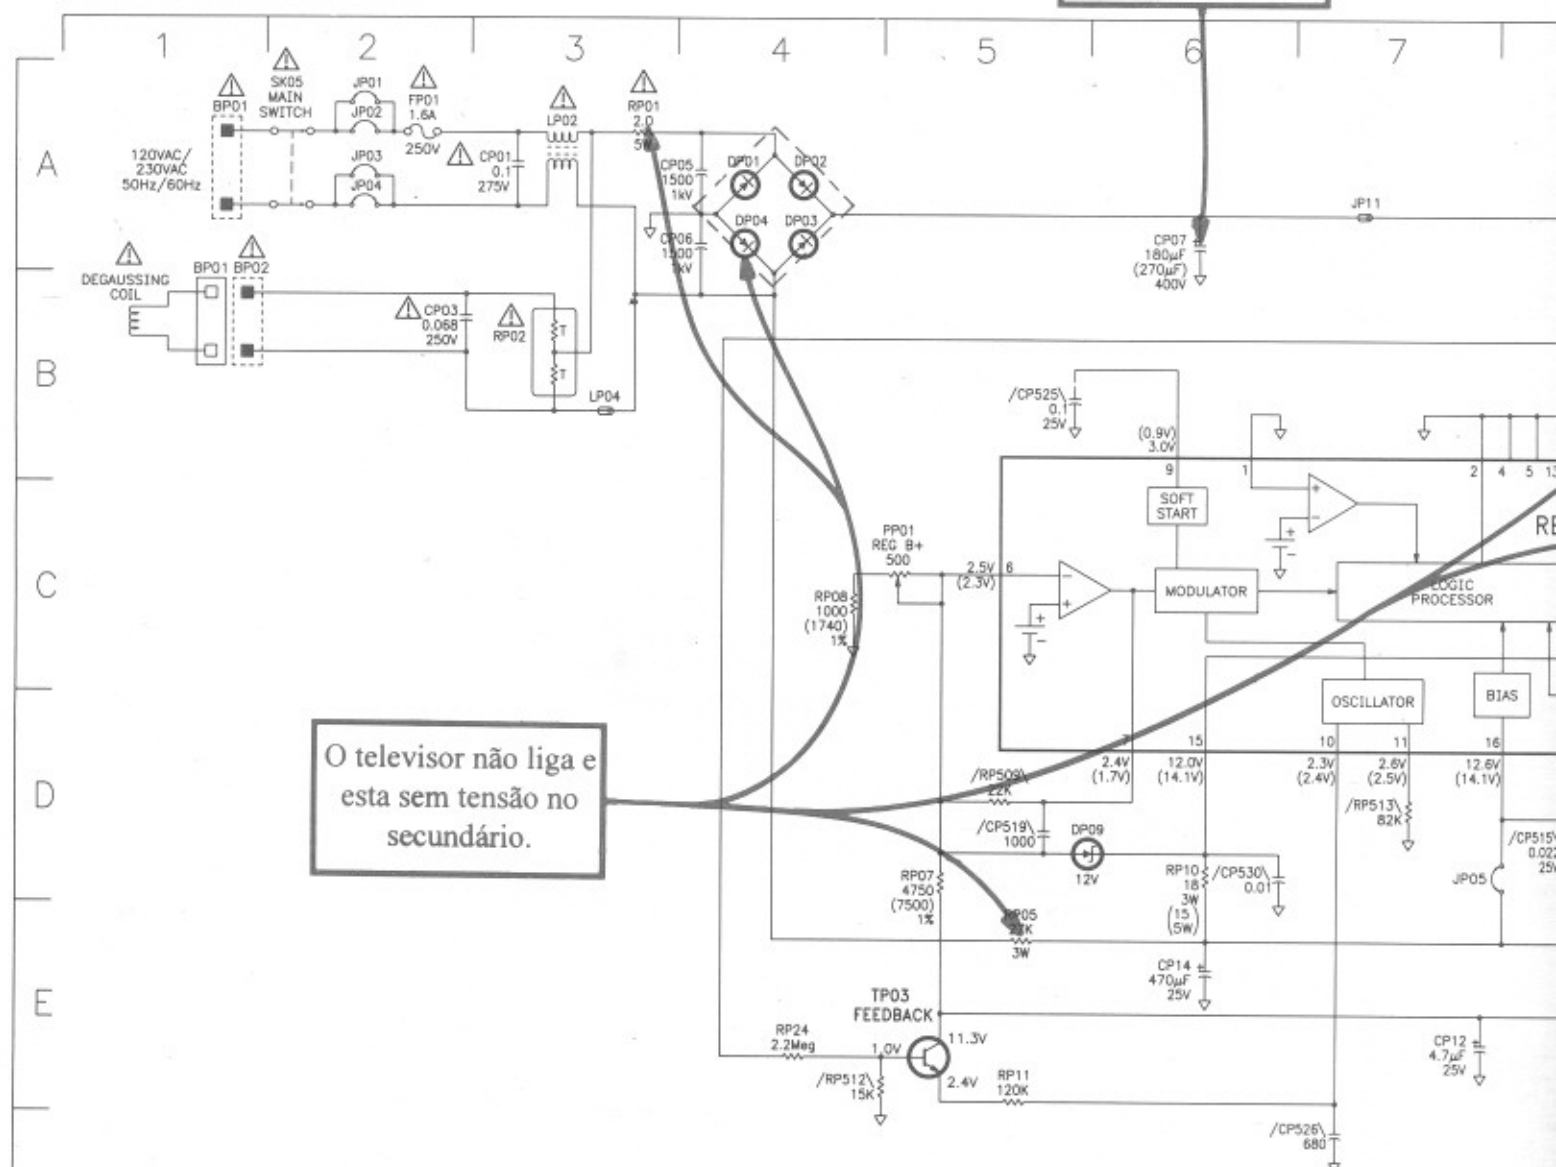 1 2 3 4 5 6 7
A
B
C
D
E
BP01
SK05
MAIN
SWITCH
JP01
JP02
JP03
JP04
FP01
1.6A
250V
120VAC/
230VAC
50Hz/60Hz
CP01
0.1
275V
LP02
RP01
2.0
5W
CP05
1500
1kV
CP06
1500
1kV
DP01
DP02
DP04
DP03
JP11
CP07
180µF
(270µF)
400V
DEGAUSSING
COIL
BP01
BP02
CP03
0.068
250V
RP02
T
T
LP04
/CP525\
0.1
25V
(0.9V)
3.0V
9
1
2
4
5
13
SOFT
START
RE
PP01
REG B+
500
2.5V
(2.3V)
6
RP08
1000
(1740)
1%
MODULATOR
LOGIC
PROCESSOR
OSCILLATOR
BIAS
7
15
10
11
16
2.4V
(1.7V)
12.0V
(14.1V)
2.3V
(2.4V)
2.6V
(2.5V)
12.6V
(14.1V)
O televisor não liga e
esta sem tensão no
secundário.
/RP509\
22K
/CP519\
1000
DP09
12V
/RP513\
82K
/CP515\
0.022
25V
JP05
RP07
4750
(7500)
1%
RP10
18
3W
(15
5W)
/CP530\
0.01
RP05
3W
CP14
470µF
25V
TP03
FEEDBACK
RP24
2.2Meg
1.0V
11.3V
2.4V
/RP512\
15K
RP11
120K
CP12
4.7µF
25V
/CP526\
680